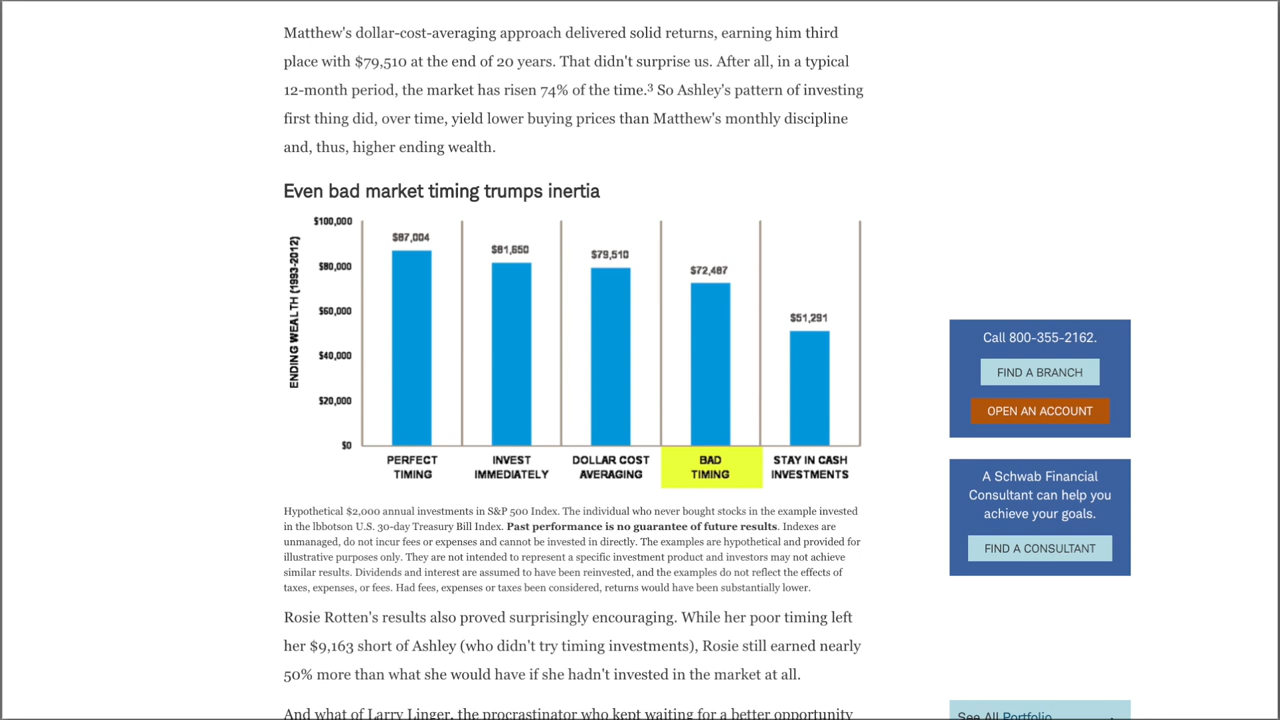 Matthew's dollar-cost-averaging approach delivered solid returns, earning him third
place with $79,510 at the end of 20 years. That didn't surprise us. After all, in a typical
12-month period, the market has risen 74% of the time.³ So Ashley's pattern of investing
first thing did, over time, yield lower buying prices than Matthew's monthly discipline
and, thus, higher ending wealth.
Even bad market timing trumps inertia
ENDING WEALTH (1993-2012)
$100,000
$80,000
$60,000
$40,000
$20,000
$0
$87,004
$81,650
$79,510
$72,487
$51,291
PERFECT
TIMING
INVEST
IMMEDIATELY
DOLLAR COST
AVERAGING
BAD
TIMING
STAY IN CASH
INVESTMENTS
Hypothetical $2,000 annual investments in S&P 500 Index. The individual who never bought stocks in the example invested
in the lbbotson U.S. 30-day Treasury Bill Index. Past performance is no guarantee of future results. Indexes are
unmanaged, do not incur fees or expenses and cannot be invested in directly. The examples are hypothetical and provided for
illustrative purposes only. They are not intended to represent a specific investment product and investors may not achieve
similar results. Dividends and interest are assumed to have been reinvested, and the examples do not reflect the effects of
taxes, expenses, or fees. Had fees, expenses or taxes been considered, returns would have been substantially lower.
Rosie Rotten's results also proved surprisingly encouraging. While her poor timing left
her $9,163 short of Ashley (who didn't try timing investments), Rosie still earned nearly
50% more than what she would have if she hadn't invested in the market at all.
And what of Larry Linger, the procrastinator who kept waiting for a better opportunity
Call 800-355-2162.
FIND A BRANCH
OPEN AN ACCOUNT
A Schwab Financial
Consultant can help you
achieve your goals.
FIND A CONSULTANT
See All Portfolio